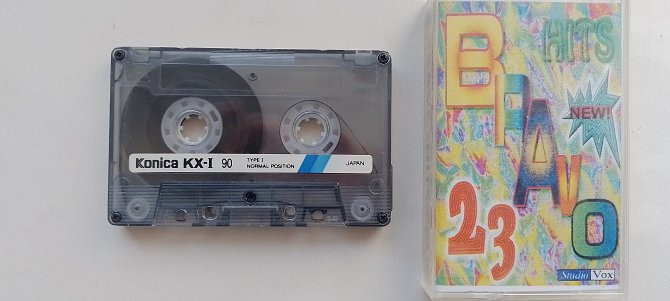 Konica KX-I 90
TYPE I
NORMAL POSITION
JAPAN
HITS
BRAVO
NEW!
23
Studio Vox